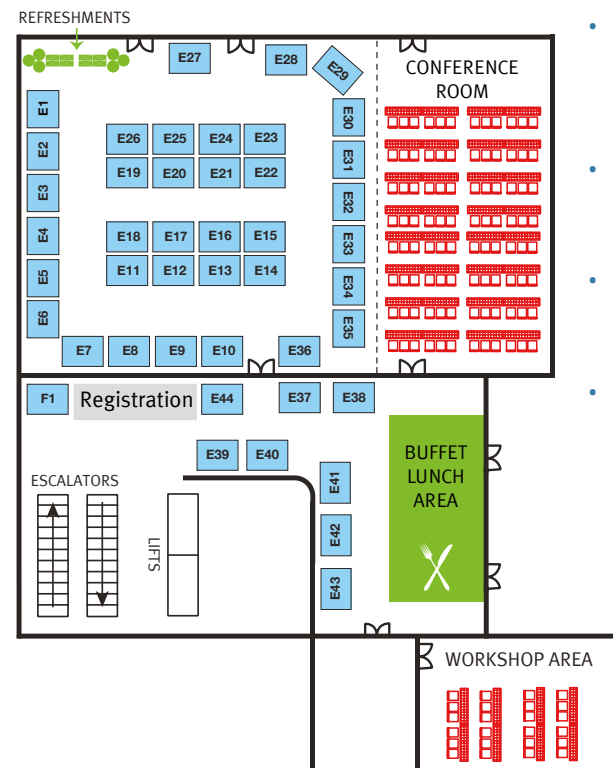 REFRESHMENTS
E27
E28
E29
CONFERENCE
ROOM
E1
E2
E3
E4
E5
E6
E26
E25
E24
E23
E19
E20
E21
E22
E18
E17
E16
E15
E11
E12
E13
E14
E30
E31
E32
E33
E34
E35
E7
E8
E9
E10
E36
F1
Registration
E44
E37
E38
E39
E40
E41
E42
E43
BUFFET
LUNCH
AREA
ESCALATORS
LIFTS
WORKSHOP AREA